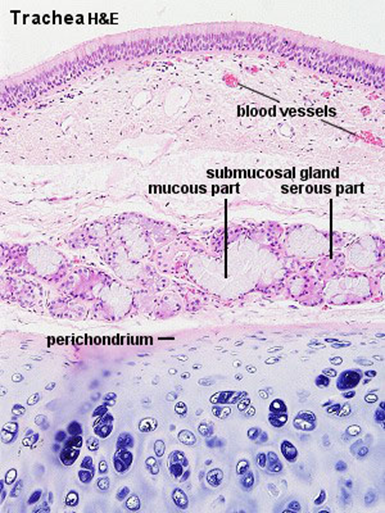 Trachea H&E
blood vessels
submucosal gland
mucous part serous part
perichondrium